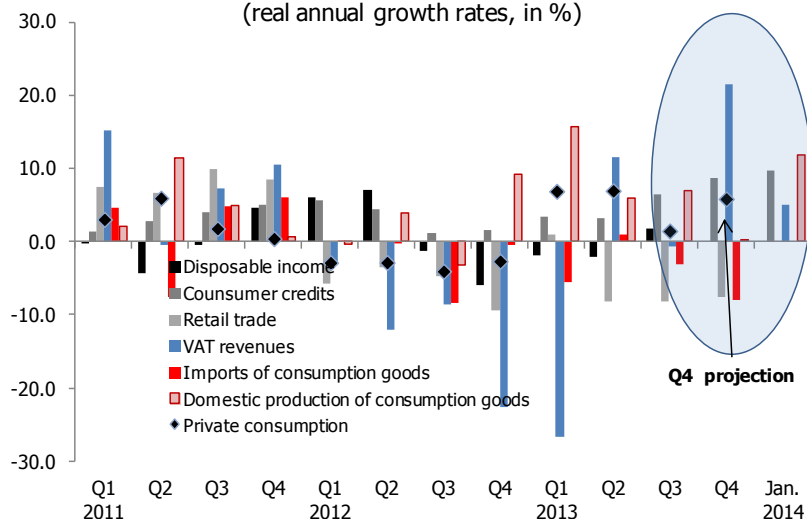 (real annual growth rates, in %)
30.0
20.0
10.0
0.0
-10.0
-20.0
-30.0
Disposable income
Counsumer credits
Retail trade
VAT revenues
Imports of consumption goods
Domestic production of consumption goods
Private consumption
Q4 projection
Q1 Q2 Q3 Q4 Q1 Q2 Q3 Q4 Q1 Q2 Q3 Q4 Jan.
2011 2012 2013 2014